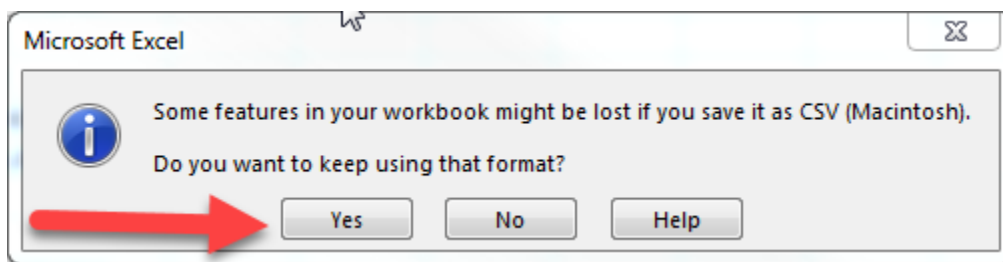 Microsoft Excel
Some features in your workbook might be lost if you save it as CSV (Macintosh).
Do you want to keep using that format?
Yes No Help